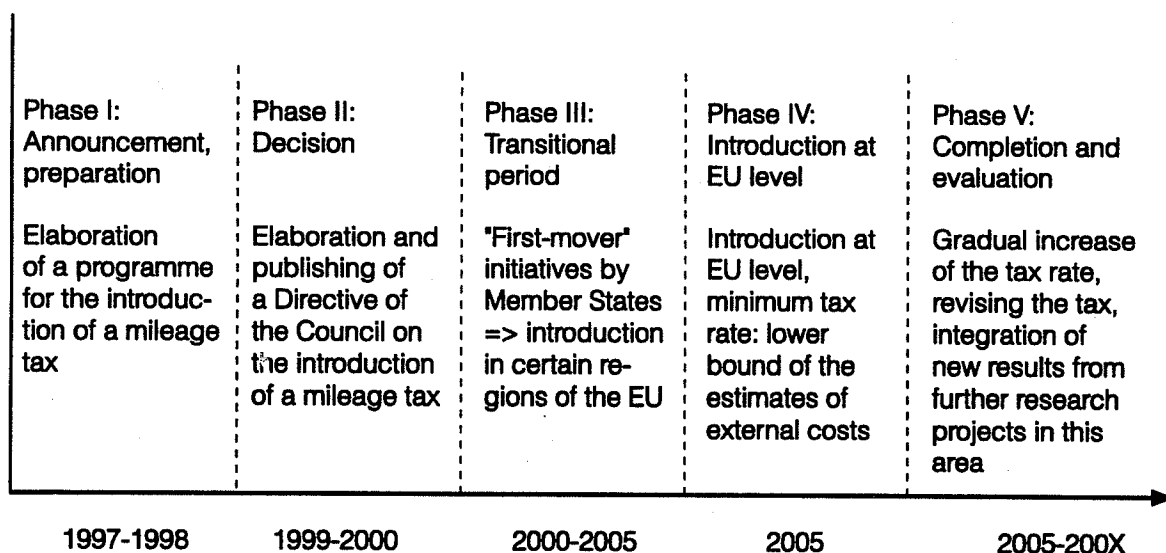 Phase I:
Announcement,
preparation
Elaboration
of a programme
for the introduc-
tion of a mileage
tax
Phase II:
Decision
Elaboration and
publishing of
a Directive of
the Council on
the introduction
of a mileage tax
Phase III:
Transitional
period
"First-mover"
initiatives by
Member States
=> introduction
in certain re-
gions of the EU
Phase IV:
Introduction at
EU level
Introduction at
EU level,
minimum tax
rate: lower
bound of the
estimates of
external costs
Phase V:
Completion and
evaluation
Gradual increase
of the tax rate,
revising the tax,
integration of
new results from
further research
projects in this
area
1997-1998
1999-2000
2000-2005
2005
2005-200X